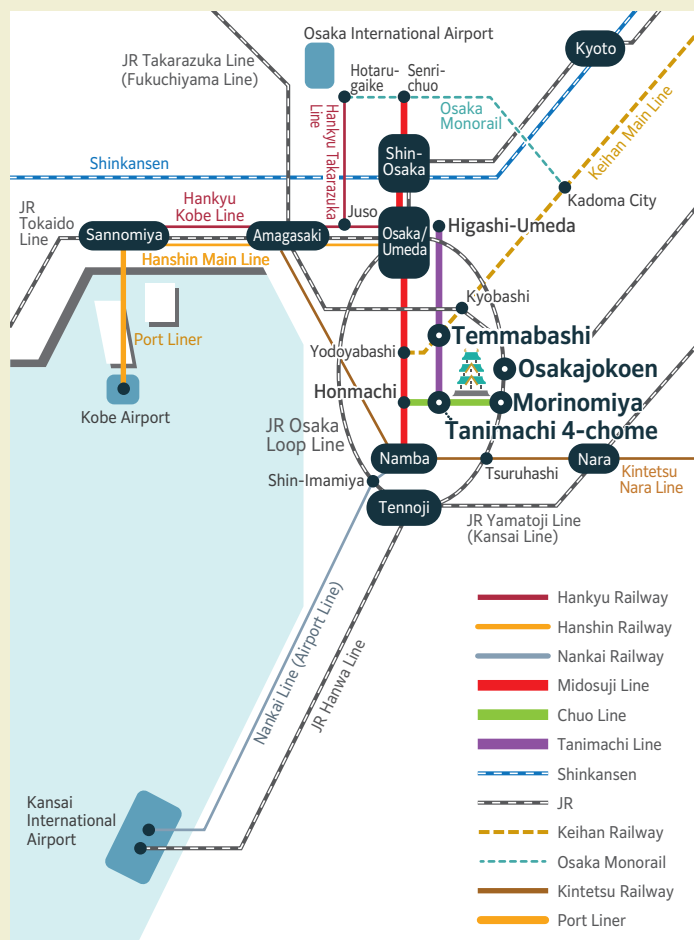 Osaka International Airport
JR Takarazuka Line
(Fukuchiyama Line)
Hotaru-
gaike
Senri-
chuo
Kyoto
Hankyu Takarazuka
Line
Osaka
Monorail
Keihan Main Line
Shinkansen
Shin-
Osaka
Kadoma City
JR
Tokaido
Line
Hankyu
Kobe Line
Juso
Sannomiya
Amagasaki
Osaka/
Umeda
Higashi-Umeda
Hanshin Main Line
Kyobashi
Port Liner
Temmabashi
Yodoyabashi
Osakajokoen
Kobe Airport
Honmachi
Morinomiya
Tanimachi 4-chome
JR Osaka
Loop Line
Namba
Nara
Tsuruhashi
Kintetsu
Nara Line
Shin-Imamiya
Tennoji
JR Yamatoji Line
(Kansai Line)
Nankai Line (Airport Line)
JR Hanwa Line
Kansai
International
Airport
Hankyu Railway
Hanshin Railway
Nankai Railway
Midosuji Line
Chuo Line
Tanimachi Line
Shinkansen
JR
Keihan Railway
Osaka Monorail
Kintetsu Railway
Port Liner